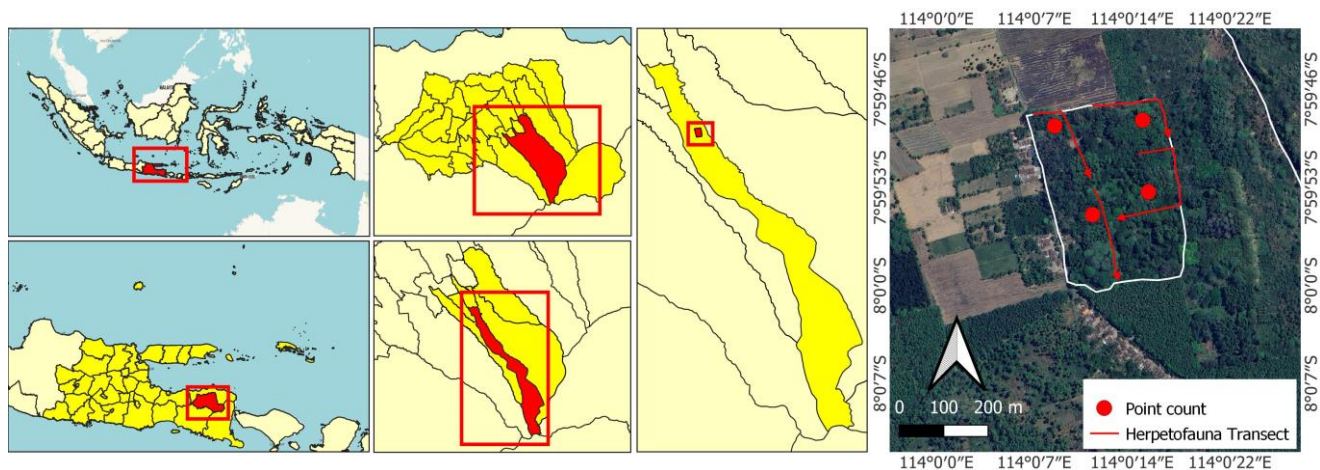 114°0′0″E 114°0′7″E 114°0′14″E 114°0′22″E
7°59′46″S
7°59′46″S
7°59′53″S
7°59′53″S
8°0′0″S
8°0′0″S
8°0′7″S
8°0′7″S
0 100 200 m
Point count
Herpetofauna Transect
114°0′0″E 114°0′7″E 114°0′14″E 114°0′22″E